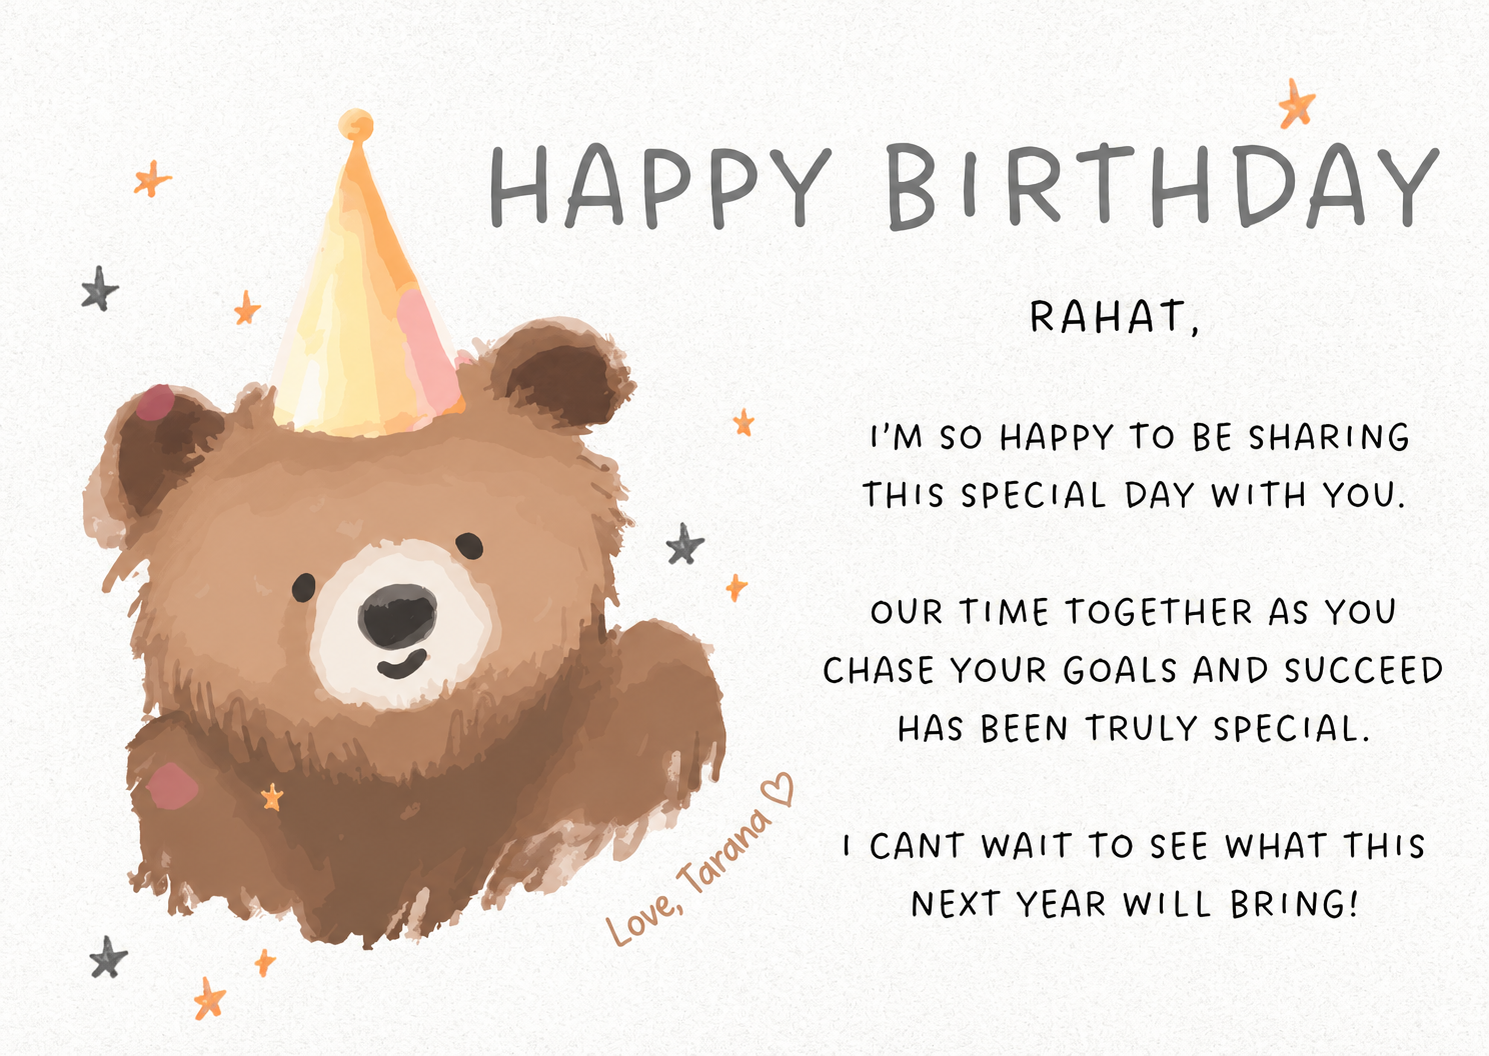 HAPPY BIRTHDAY
RAHAT,
I'M SO HAPPY TO BE SHARING
THIS SPECIAL DAY WITH YOU.
OUR TIME TOGETHER AS YOU
CHASE YOUR GOALS AND SUCCEED
HAS BEEN TRULY SPECIAL.
I CANT WAIT TO SEE WHAT THIS
NEXT YEAR WILL BRING!
Love, Tarana ♡